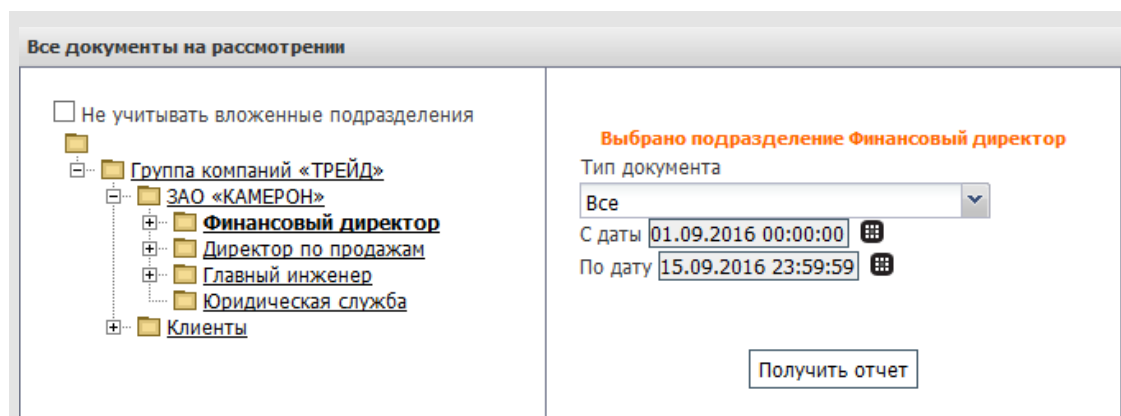 Все документы на рассмотрении
Не учитывать вложенные подразделения
Группа компаний «ТРЕЙД»
ЗАО «КАМЕРОН»
Финансовый директор
Директор по продажам
Главный инженер
Юридическая служба
Клиенты
Выбрано подразделение Финансовый директор
Тип документа
Все
С даты 01.09.2016 00:00:00
По дату 15.09.2016 23:59:59
Получить отчет